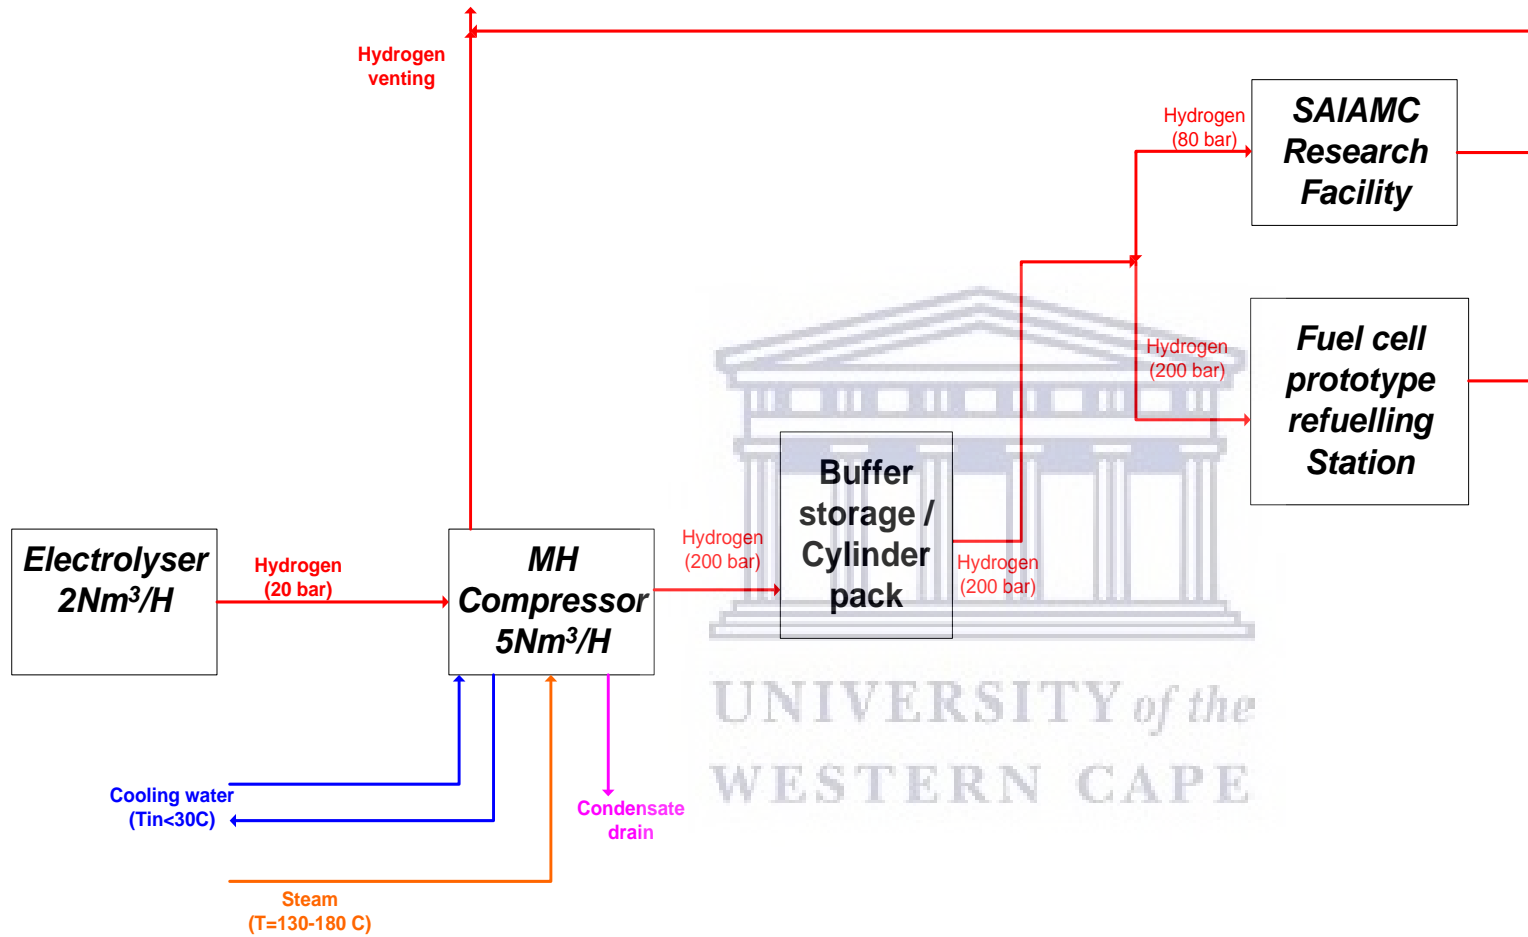 Hydrogen
venting
Hydrogen
(80 bar)
SAIAMC
Research
Facility
Hydrogen
(200 bar)
Fuel cell
prototype
refuelling
Station
Buffer
storage /
Cylinder
pack
Electrolyser
2Nm³/H
Hydrogen
(20 bar)
MH
Compressor
5Nm³/H
Hydrogen
(200 bar)
Hydrogen
(200 bar)
UNIVERSITY of the
WESTERN CAPE
Cooling water
(Tin<30C)
Condensate
drain
Steam
(T=130-180 C)